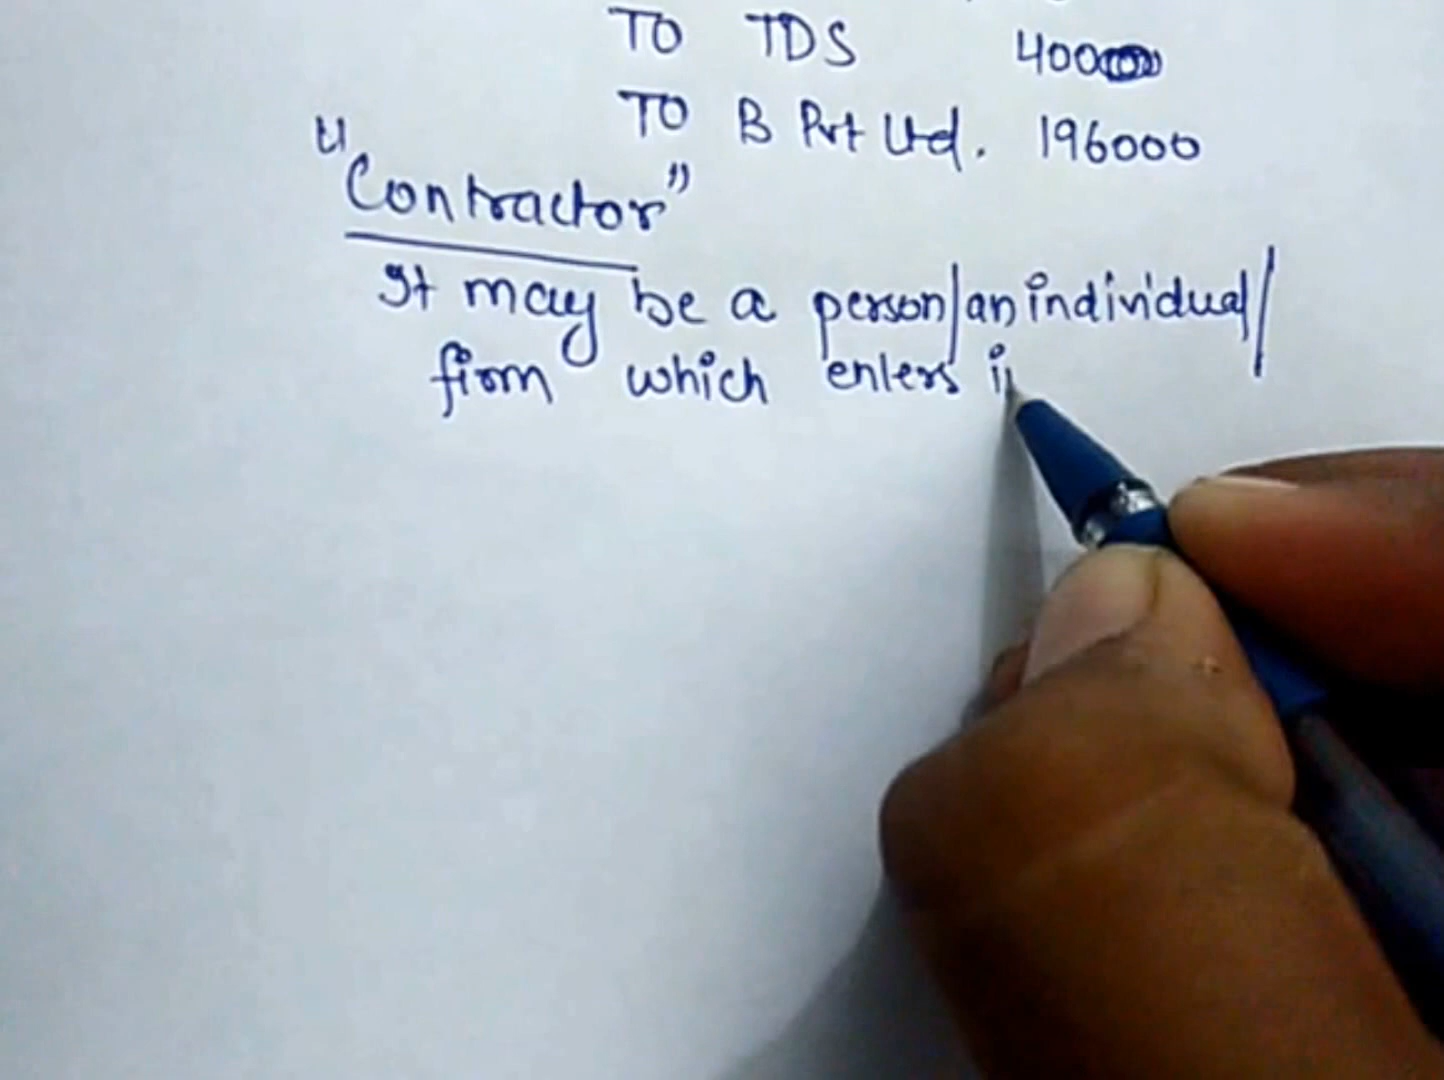 TO TDS 4000
TO B Pvt Ltd. 196000
"Contractor"
It may be a person/an individual/
firm which enters i